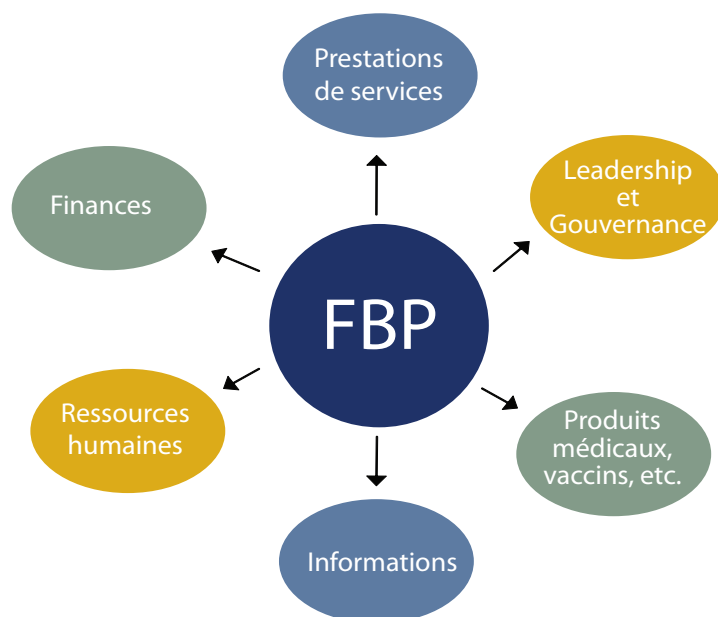 Prestations
de services
Leadership
et
Gouvernance
Finances
FBP
Ressources
humaines
Produits
médicaux,
vaccins, etc.
Informations